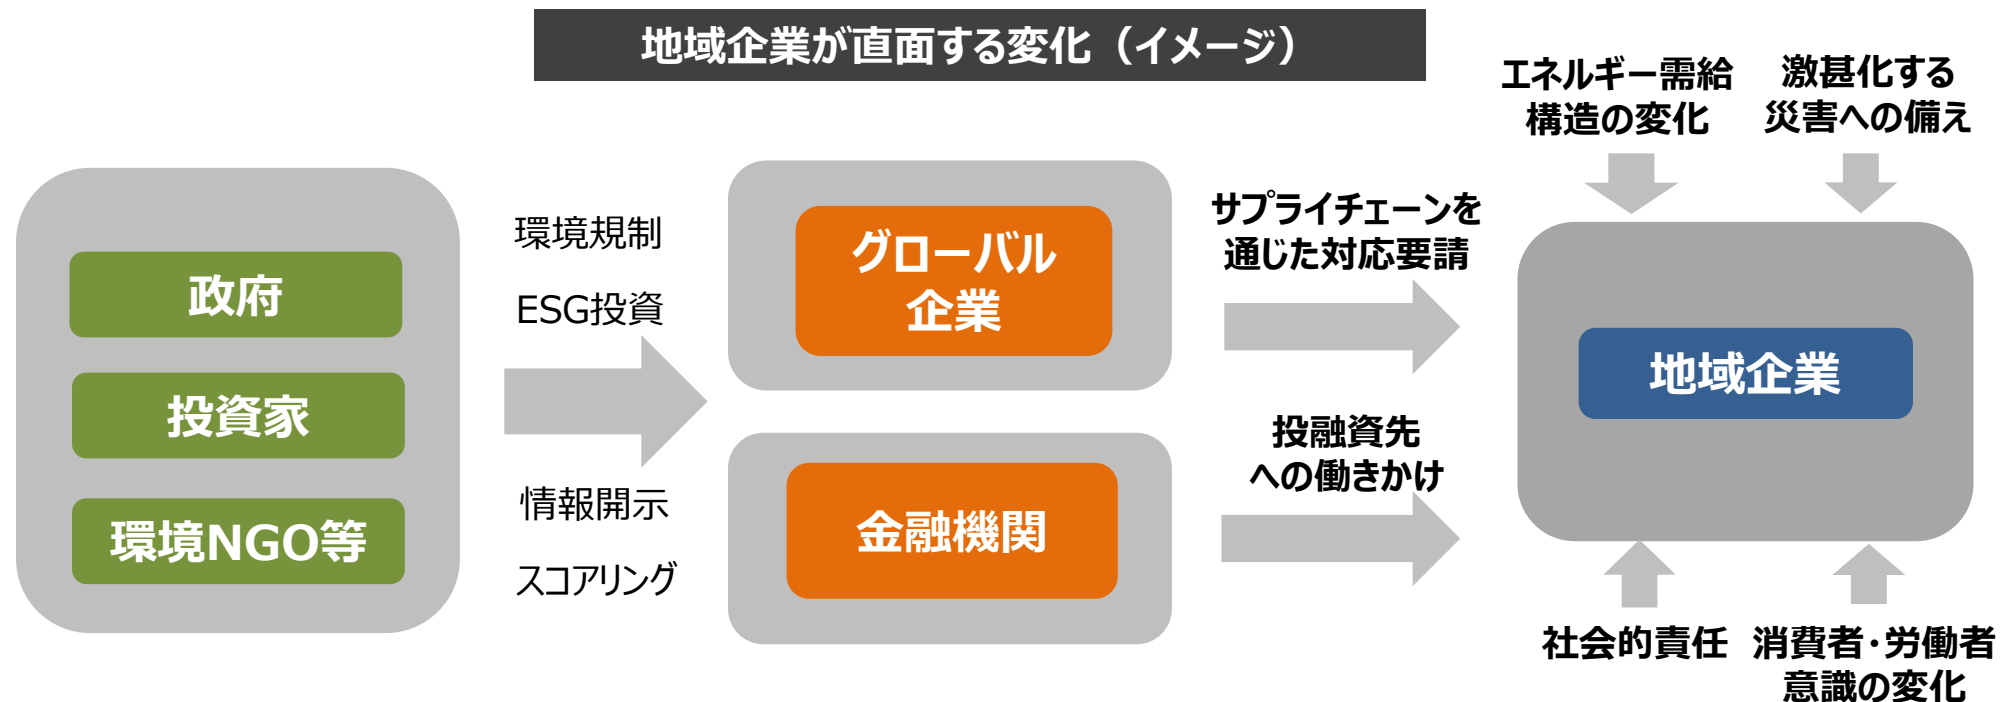 地域企業が直面する変化（イメージ）
政府
投資家
環境NGO等
環境規制
ESG投資
情報開示
スコアリング
グローバル
企業
金融機関
サプライチェーンを
通じた対応要請
投融資先
への働きかけ
エネルギー需給
構造の変化
激甚化する
災害への備え
地域企業
社会的責任
消費者・労働者
意識の変化